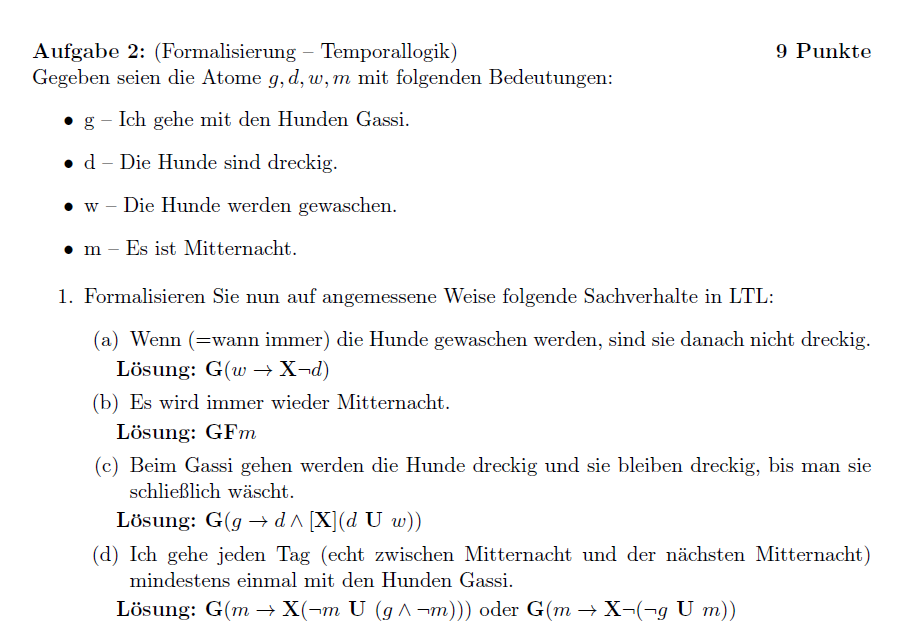 Aufgabe 2: (Formalisierung – Temporallogik) 9 Punkte
Gegeben seien die Atome g, d, w, m mit folgenden Bedeutungen:
• g – Ich gehe mit den Hunden Gassi.
• d – Die Hunde sind dreckig.
• w – Die Hunde werden gewaschen.
• m – Es ist Mitternacht.
1. Formalisieren Sie nun auf angemessene Weise folgende Sachverhalte in LTL:
(a) Wenn (=wann immer) die Hunde gewaschen werden, sind sie danach nicht dreckig.
Lösung: G(w → X¬d)
(b) Es wird immer wieder Mitternacht.
Lösung: GFm
(c) Beim Gassi gehen werden die Hunde dreckig und sie bleiben dreckig, bis man sie
schließlich wäscht.
Lösung: G(g → d ∧ [X](d U w))
(d) Ich gehe jeden Tag (echt zwischen Mitternacht und der nächsten Mitternacht)
mindestens einmal mit den Hunden Gassi.
Lösung: G(m → X(¬m U (g ∧ ¬m))) oder G(m → X¬(¬g U m))